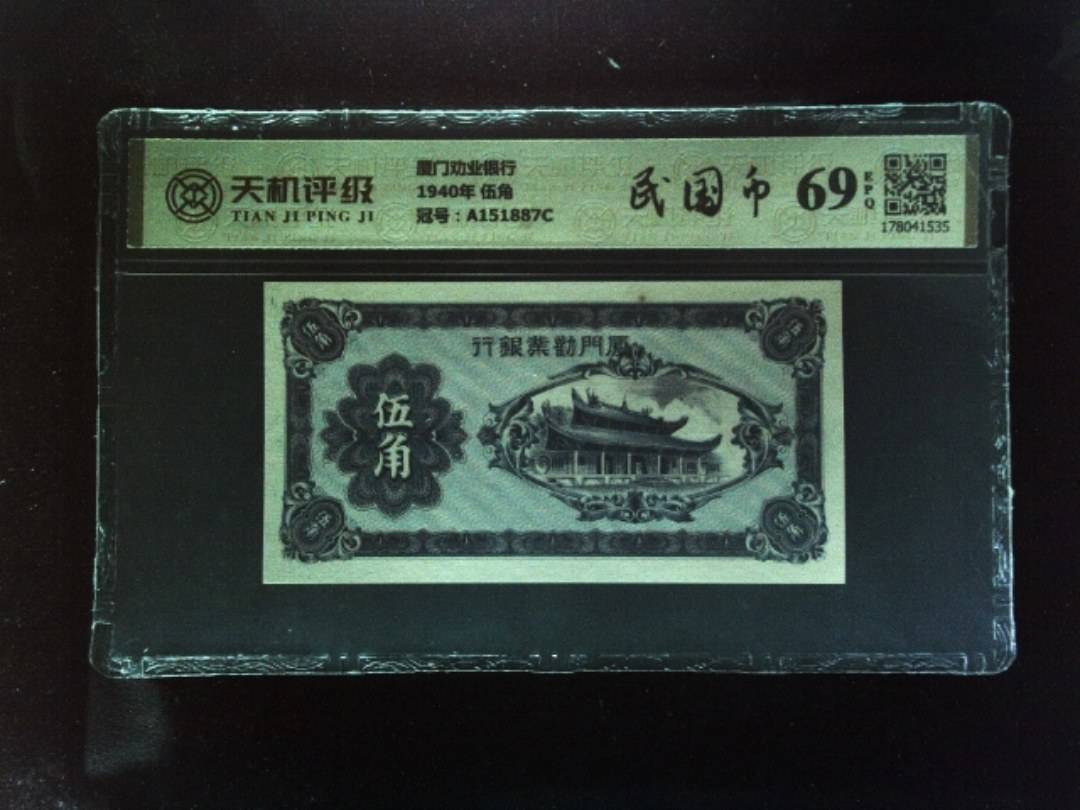 天机评级
TIAN JI PING JI
厦门劝业银行
1940年 伍角
冠号：A151887C
民国币
69
EPQ
178041535
行銀業勸門厦
伍角